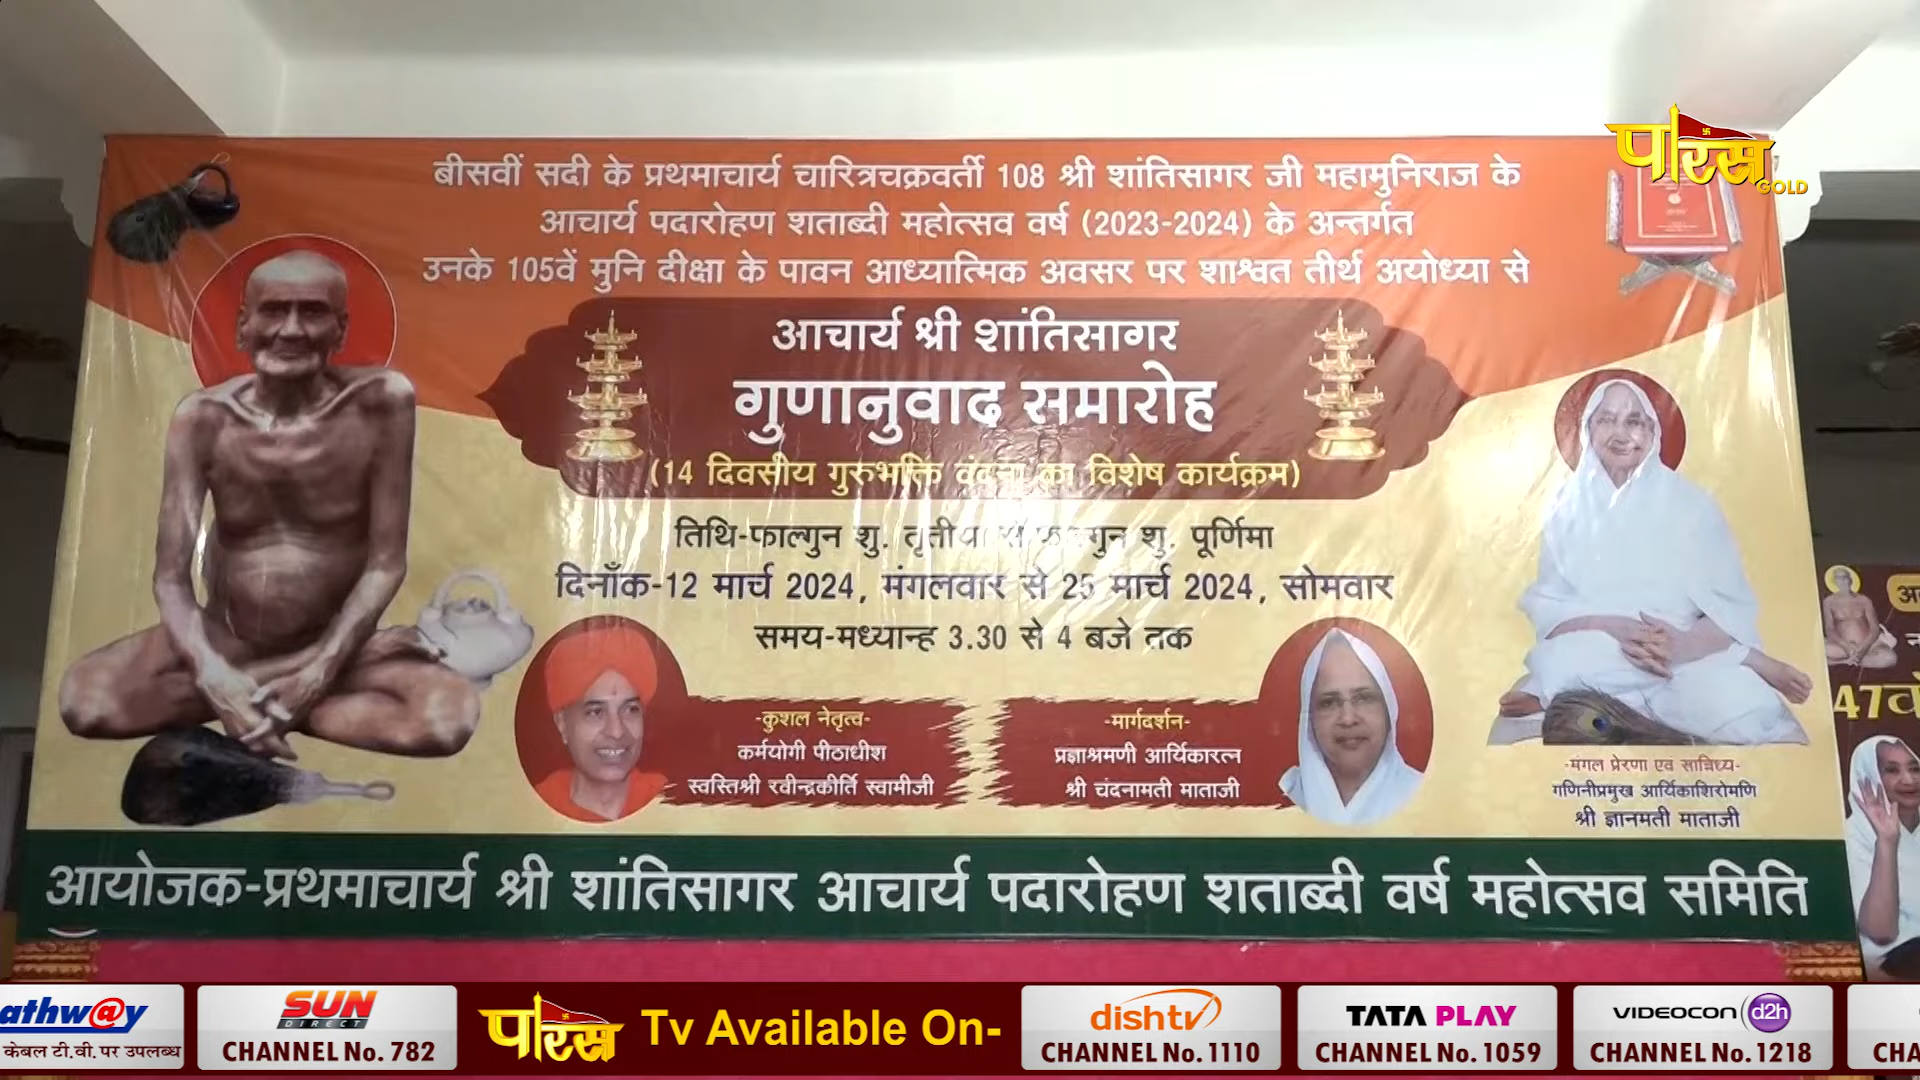 बीसवीं सदी के प्रथमाचार्य चारित्रचक्रवर्ती 108 श्री शांतिसागर जी महामुनिराज के
आचार्य पदारोहण शताब्दी महोत्सव वर्ष (2023-2024) के अन्तर्गत
उनके 105वें मुनि दीक्षा के पावन आध्यात्मिक अवसर पर शाश्वत तीर्थ अयोध्या से
पारस
GOLD
आचार्य श्री शांतिसागर
गुणानुवाद समारोह
(14 दिवसीय गुरुभक्ति वंदना का विशेष कार्यक्रम)
तिथि-फाल्गुन शु. तृतीया से फाल्गुन शु. पूर्णिमा
दिनाँक-12 मार्च 2024, मंगलवार से 25 मार्च 2024, सोमवार
समय-मध्यान्ह 3.30 से 4 बजे तक
-कुशल नेतृत्व-
कर्मयोगी पीठाधीश
स्वस्तिश्री रवीन्द्रकीर्ति स्वामीजी
-मार्गदर्शन-
प्रज्ञाश्रमणी आर्यिकारत्न
श्री चंदनामती माताजी
-मंगल प्रेरणा एवं सान्निध्य-
गणिनीप्रमुख आर्यिकाशिरोमणि
श्री ज्ञानमती माताजी
47वें
आयोजक-प्रथमाचार्य श्री शांतिसागर आचार्य पदारोहण शताब्दी वर्ष महोत्सव समिति
athw@y
केबल टी.वी. पर उपलब्ध
SUN
DIRECT
CHANNEL No. 782
पारस Tv Available On-
dishtv
CHANNEL No. 1110
TATA PLAY
CHANNEL No. 1059
VIDEOCON d2h
CHANNEL No. 1218
CHA